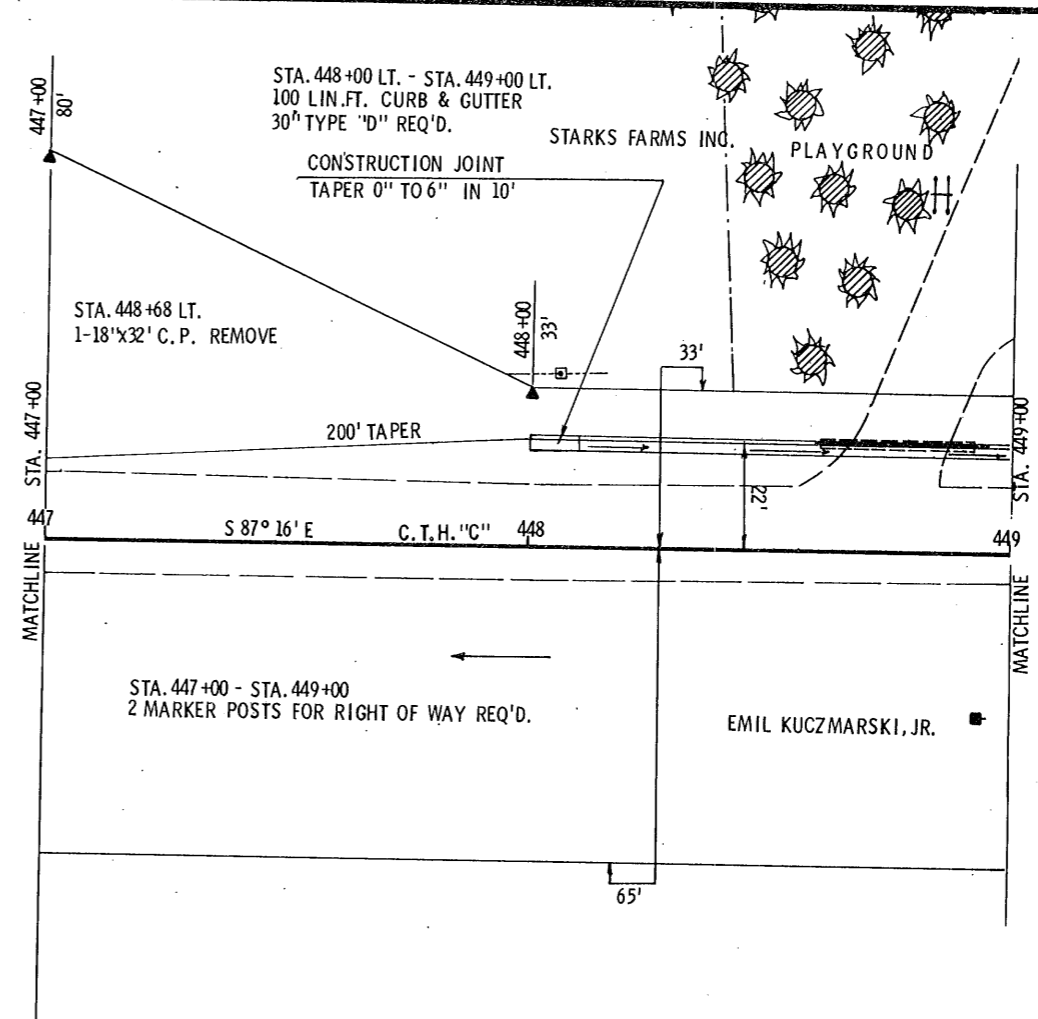 STA. 448+00 LT. - STA. 449+00 LT.
100 LIN.FT. CURB & GUTTER
30" TYPE "D" REQ'D.
STARKS FARMS INC.
PLAYGROUND
CONSTRUCTION JOINT
TAPER 0" TO 6" IN 10'
447+00
80'
STA. 448+68 LT.
1-18"x32' C.P. REMOVE
448+00
33'
33'
200' TAPER
STA. 447+00
STA. 449+00
22'
447
S 87° 16' E
C.T.H. "C"
448
449
MATCHLINE
MATCHLINE
STA. 447+00 - STA. 449+00
2 MARKER POSTS FOR RIGHT OF WAY REQ'D.
EMIL KUCZMARSKI, JR.
65'